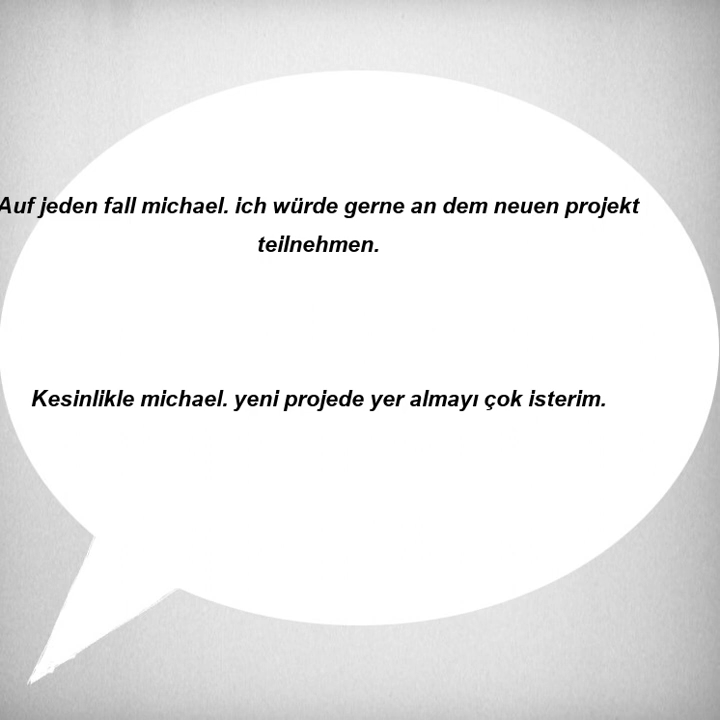 Auf jeden fall michael. ich würde gerne an dem neuen projekt
teilnehmen.
Kesinlikle michael. yeni projede yer almayı çok isterim.